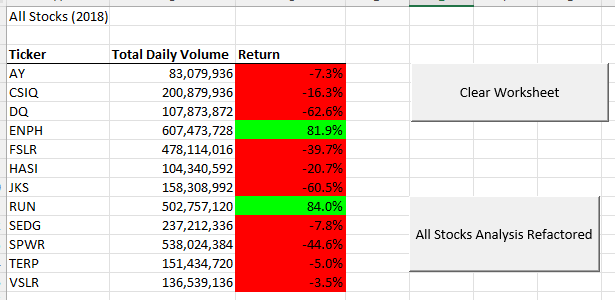 All Stocks (2018)
Ticker Total Daily Volume Return
AY 83,079,936 -7.3%
CSIQ 200,879,936 -16.3%
DQ 107,873,872 -62.6%
ENPH 607,473,728 81.9%
FSLR 478,114,016 -39.7%
HASI 104,340,592 -20.7%
JKS 158,308,992 -60.5%
RUN 502,757,120 84.0%
SEDG 237,212,336 -7.8%
SPWR 538,024,384 -44.6%
TERP 151,434,720 -5.0%
VSLR 136,539,136 -3.5%
Clear Worksheet
All Stocks Analysis Refactored